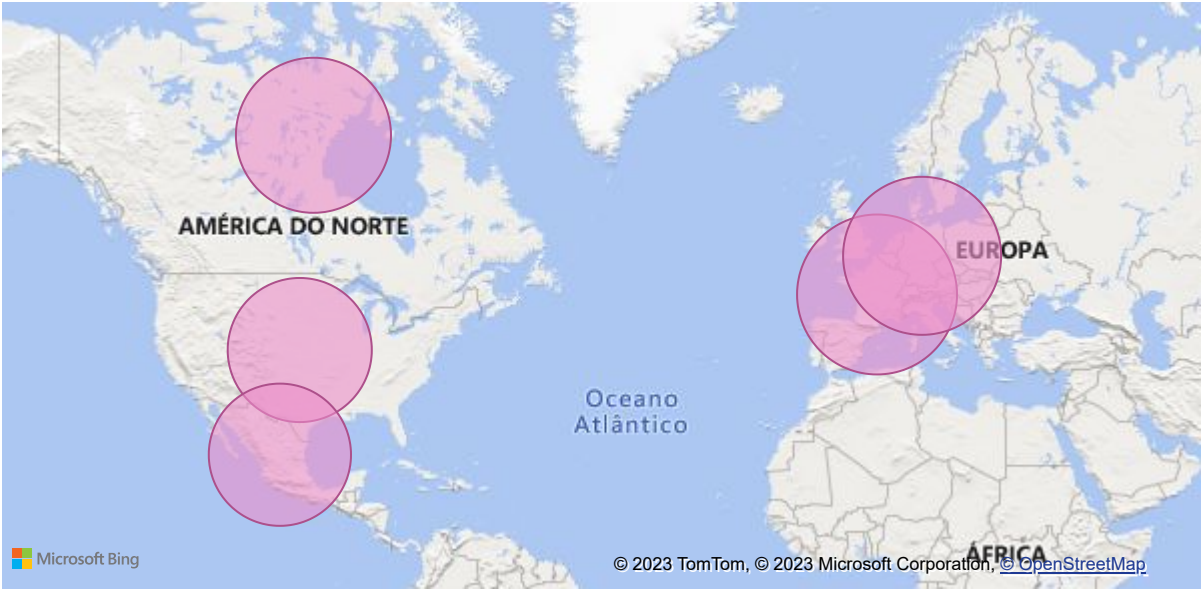 AMÉRICA DO NORTE
EUROPA
Oceano
Atlântico
ÁFRICA
Microsoft Bing
© 2023 TomTom, © 2023 Microsoft Corporation, © OpenStreetMap